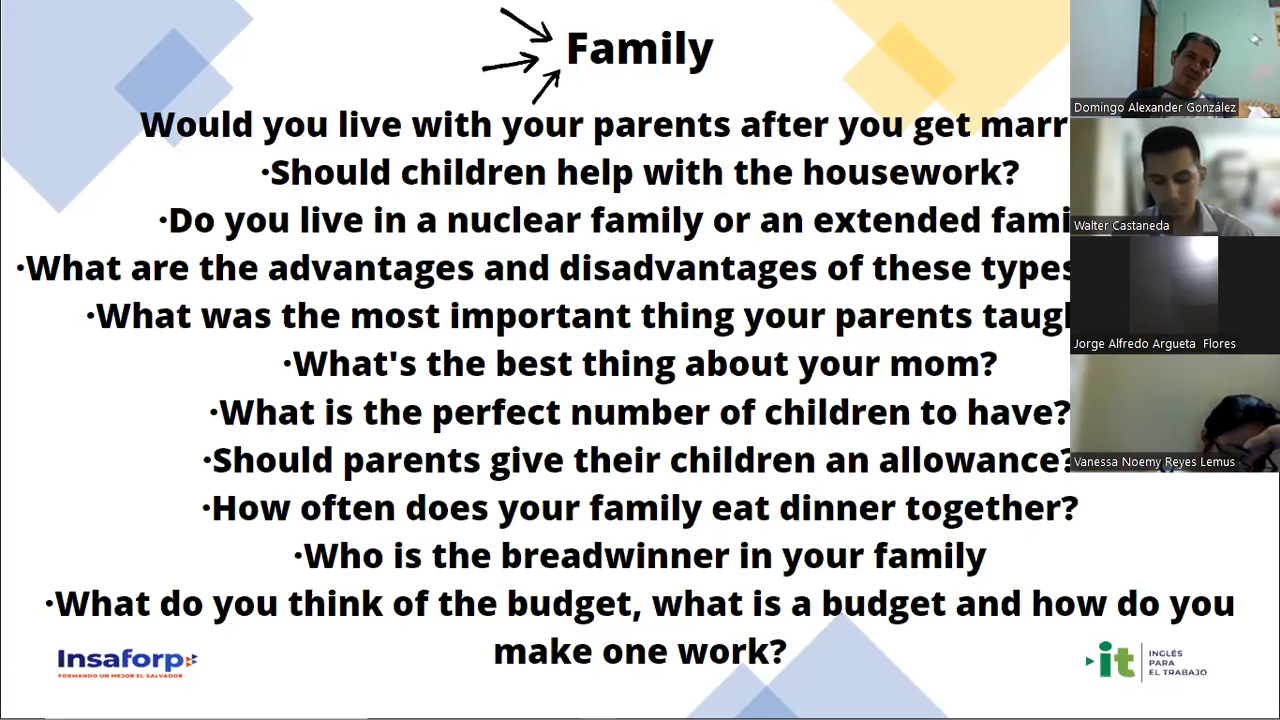 Family
Would you live with your parents after you get marr
·Should children help with the housework?
·Do you live in a nuclear family or an extended fami
·What are the advantages and disadvantages of these types
·What was the most important thing your parents taug
·What's the best thing about your mom?
·What is the perfect number of children to have?
·Should parents give their children an allowance?
·How often does your family eat dinner together?
·Who is the breadwinner in your family
·What do you think of the budget, what is a budget and how do you
make one work?
Insaforp
FORMANDO UN MEJOR EL SALVADOR
it
INGLÉS
PARA
EL TRABAJO
Domingo Alexander González
Walter Castaneda
Jorge Alfredo Argueta Flores
Vanessa Noemy Reyes Lemus